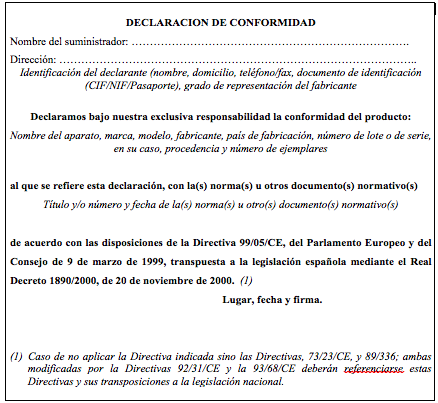 DECLARACION DE CONFORMIDAD
Nombre del suministrador: …………………………………………………………….
Dirección: ……………………………………………………………………………..
Identificación del declarante (nombre, domicilio, teléfono/fax, documento de identificación
(CIF/NIF/Pasaporte), grado de representación del fabricante
Declaramos bajo nuestra exclusiva responsabilidad la conformidad del producto:
Nombre del aparato, marca, modelo, fabricante, país de fabricación, número de lote o de serie,
en su caso, procedencia y número de ejemplares
al que se refiere esta declaración, con la(s) norma(s) u otros documento(s) normativo(s)
Título y/o número y fecha de la(s) norma(s) u otro(s) documento(s) normativo(s)
de acuerdo con las disposiciones de la Directiva 99/05/CE, del Parlamento Europeo y del
Consejo de 9 de marzo de 1999, transpuesta a la legislación española mediante el Real
Decreto 1890/2000, de 20 de noviembre de 2000. (1)
Lugar, fecha y firma.
(1) Caso de no aplicar la Directiva indicada sino las Directivas, 73/23/CE, y 89/336; ambas
modificadas por la Directivas 92/31/CE y la 93/68/CE deberán referenciarse estas
Directivas y sus transposiciones a la legislación nacional.